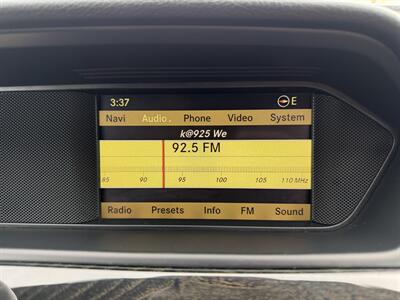 3:37 E
Navi Audio. Phone Video System
k@925 We
92.5 FM
85 90 95 100 105 110 MHz
Radio Presets Info FM Sound